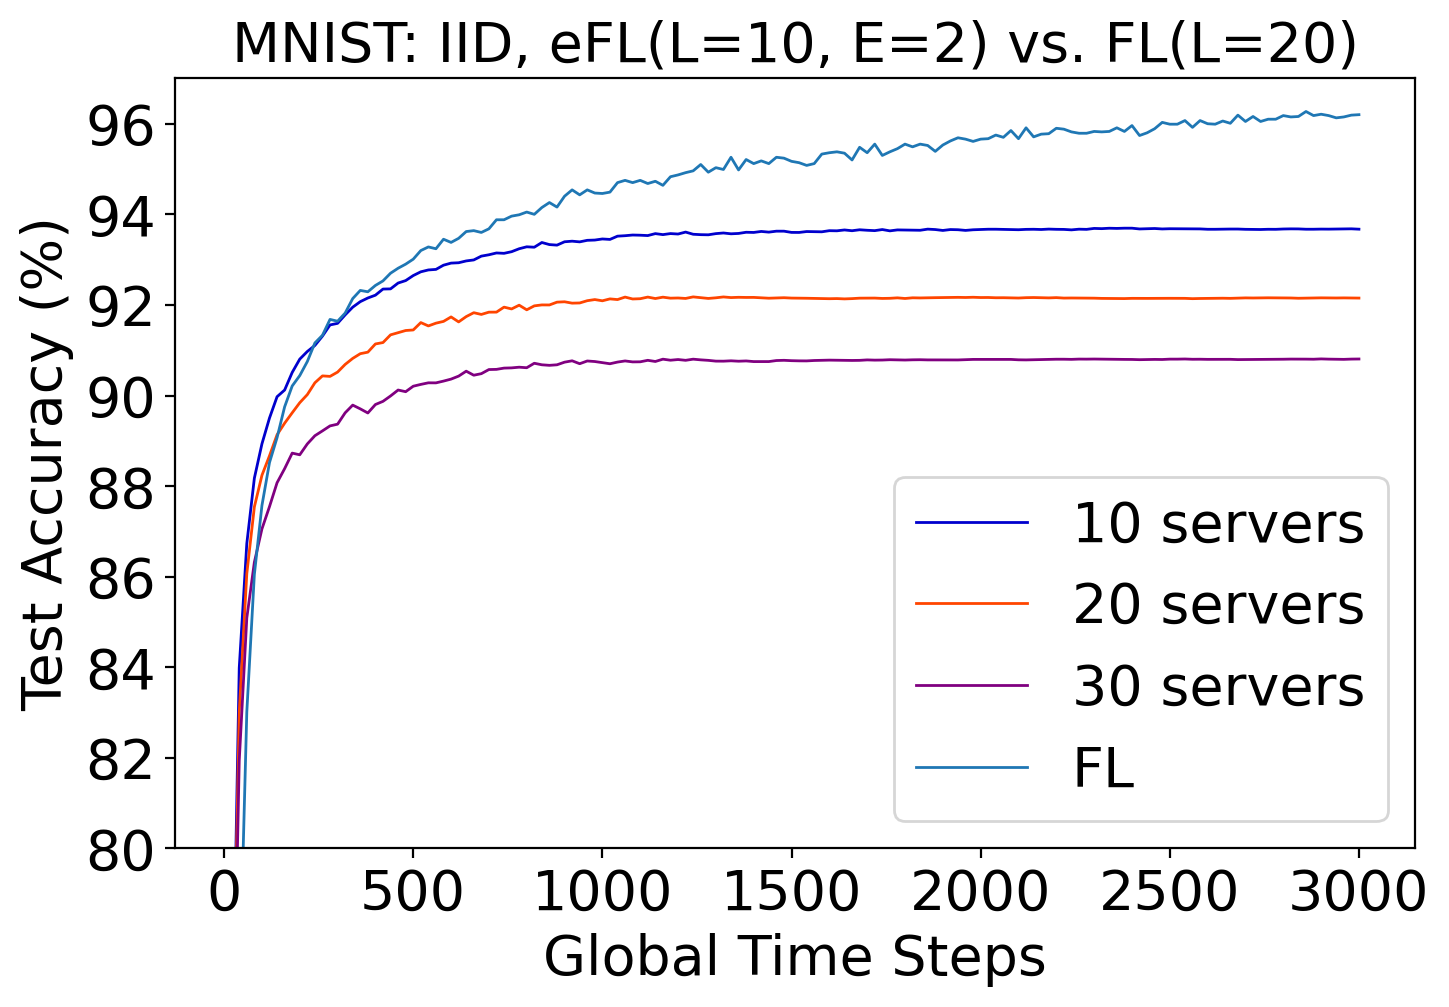 MNIST: IID, eFL(L=10, E=2) vs. FL(L=20)
Test Accuracy (%)
96
94
92
90
88
86
84
82
80
10 servers
20 servers
30 servers
FL
0 500 1000 1500 2000 2500 3000
Global Time Steps